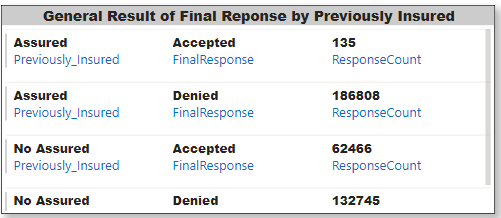 General Result of Final Reponse by Previously Insured
Assured Accepted 135
Previously_Insured FinalResponse ResponseCount
Assured Denied 186808
Previously_Insured FinalResponse ResponseCount
No Assured Accepted 62466
Previously_Insured FinalResponse ResponseCount
No Assured Denied 132745